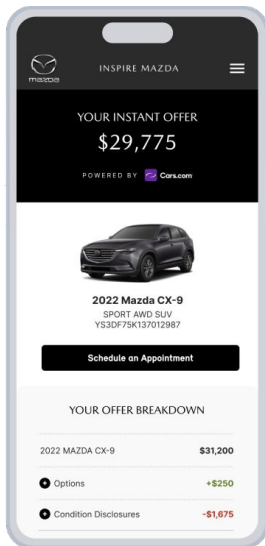 mazda
INSPIRE MAZDA
YOUR INSTANT OFFER
$29,775
POWERED BY Cars.com
2022 Mazda CX-9
SPORT AWD SUV
YS3DF75K137012987
Schedule an Appointment
YOUR OFFER BREAKDOWN
2022 MAZDA CX-9 $31,200
Options +$250
Condition Disclosures -$1,675